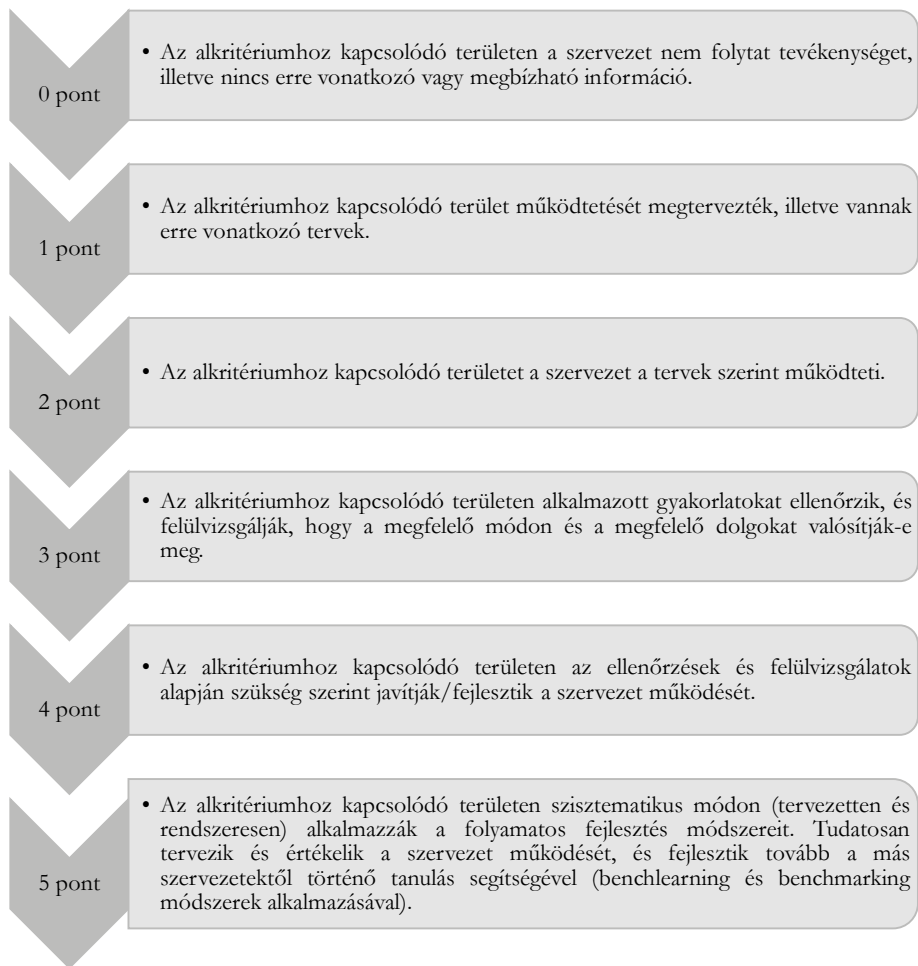 0 pont
• Az alkritériumhoz kapcsolódó területen a szervezet nem folytat tevékenységet,
illetve nincs erre vonatkozó vagy megbízható információ.
1 pont
• Az alkritériumhoz kapcsolódó terület működtetését megtervezték, illetve vannak
erre vonatkozó tervek.
2 pont
• Az alkritériumhoz kapcsolódó területet a szervezet a tervek szerint működteti.
3 pont
• Az alkritériumhoz kapcsolódó területen alkalmazott gyakorlatokat ellenőrzik, és
felülvizsgálják, hogy a megfelelő módon és a megfelelő dolgokat valósítják-e
meg.
4 pont
• Az alkritériumhoz kapcsolódó területen az ellenőrzések és felülvizsgálatok
alapján szükség szerint javítják/fejlesztik a szervezet működését.
5 pont
• Az alkritériumhoz kapcsolódó területen szisztematikus módon (tervezetten és
rendszeresen) alkalmazzák a folyamatos fejlesztés módszereit. Tudatosan
tervezik és értékelik a szervezet működését, és fejlesztik tovább a más
szervezetektől történő tanulás segítségével (benchlearning és benchmarking
módszerek alkalmazásával).